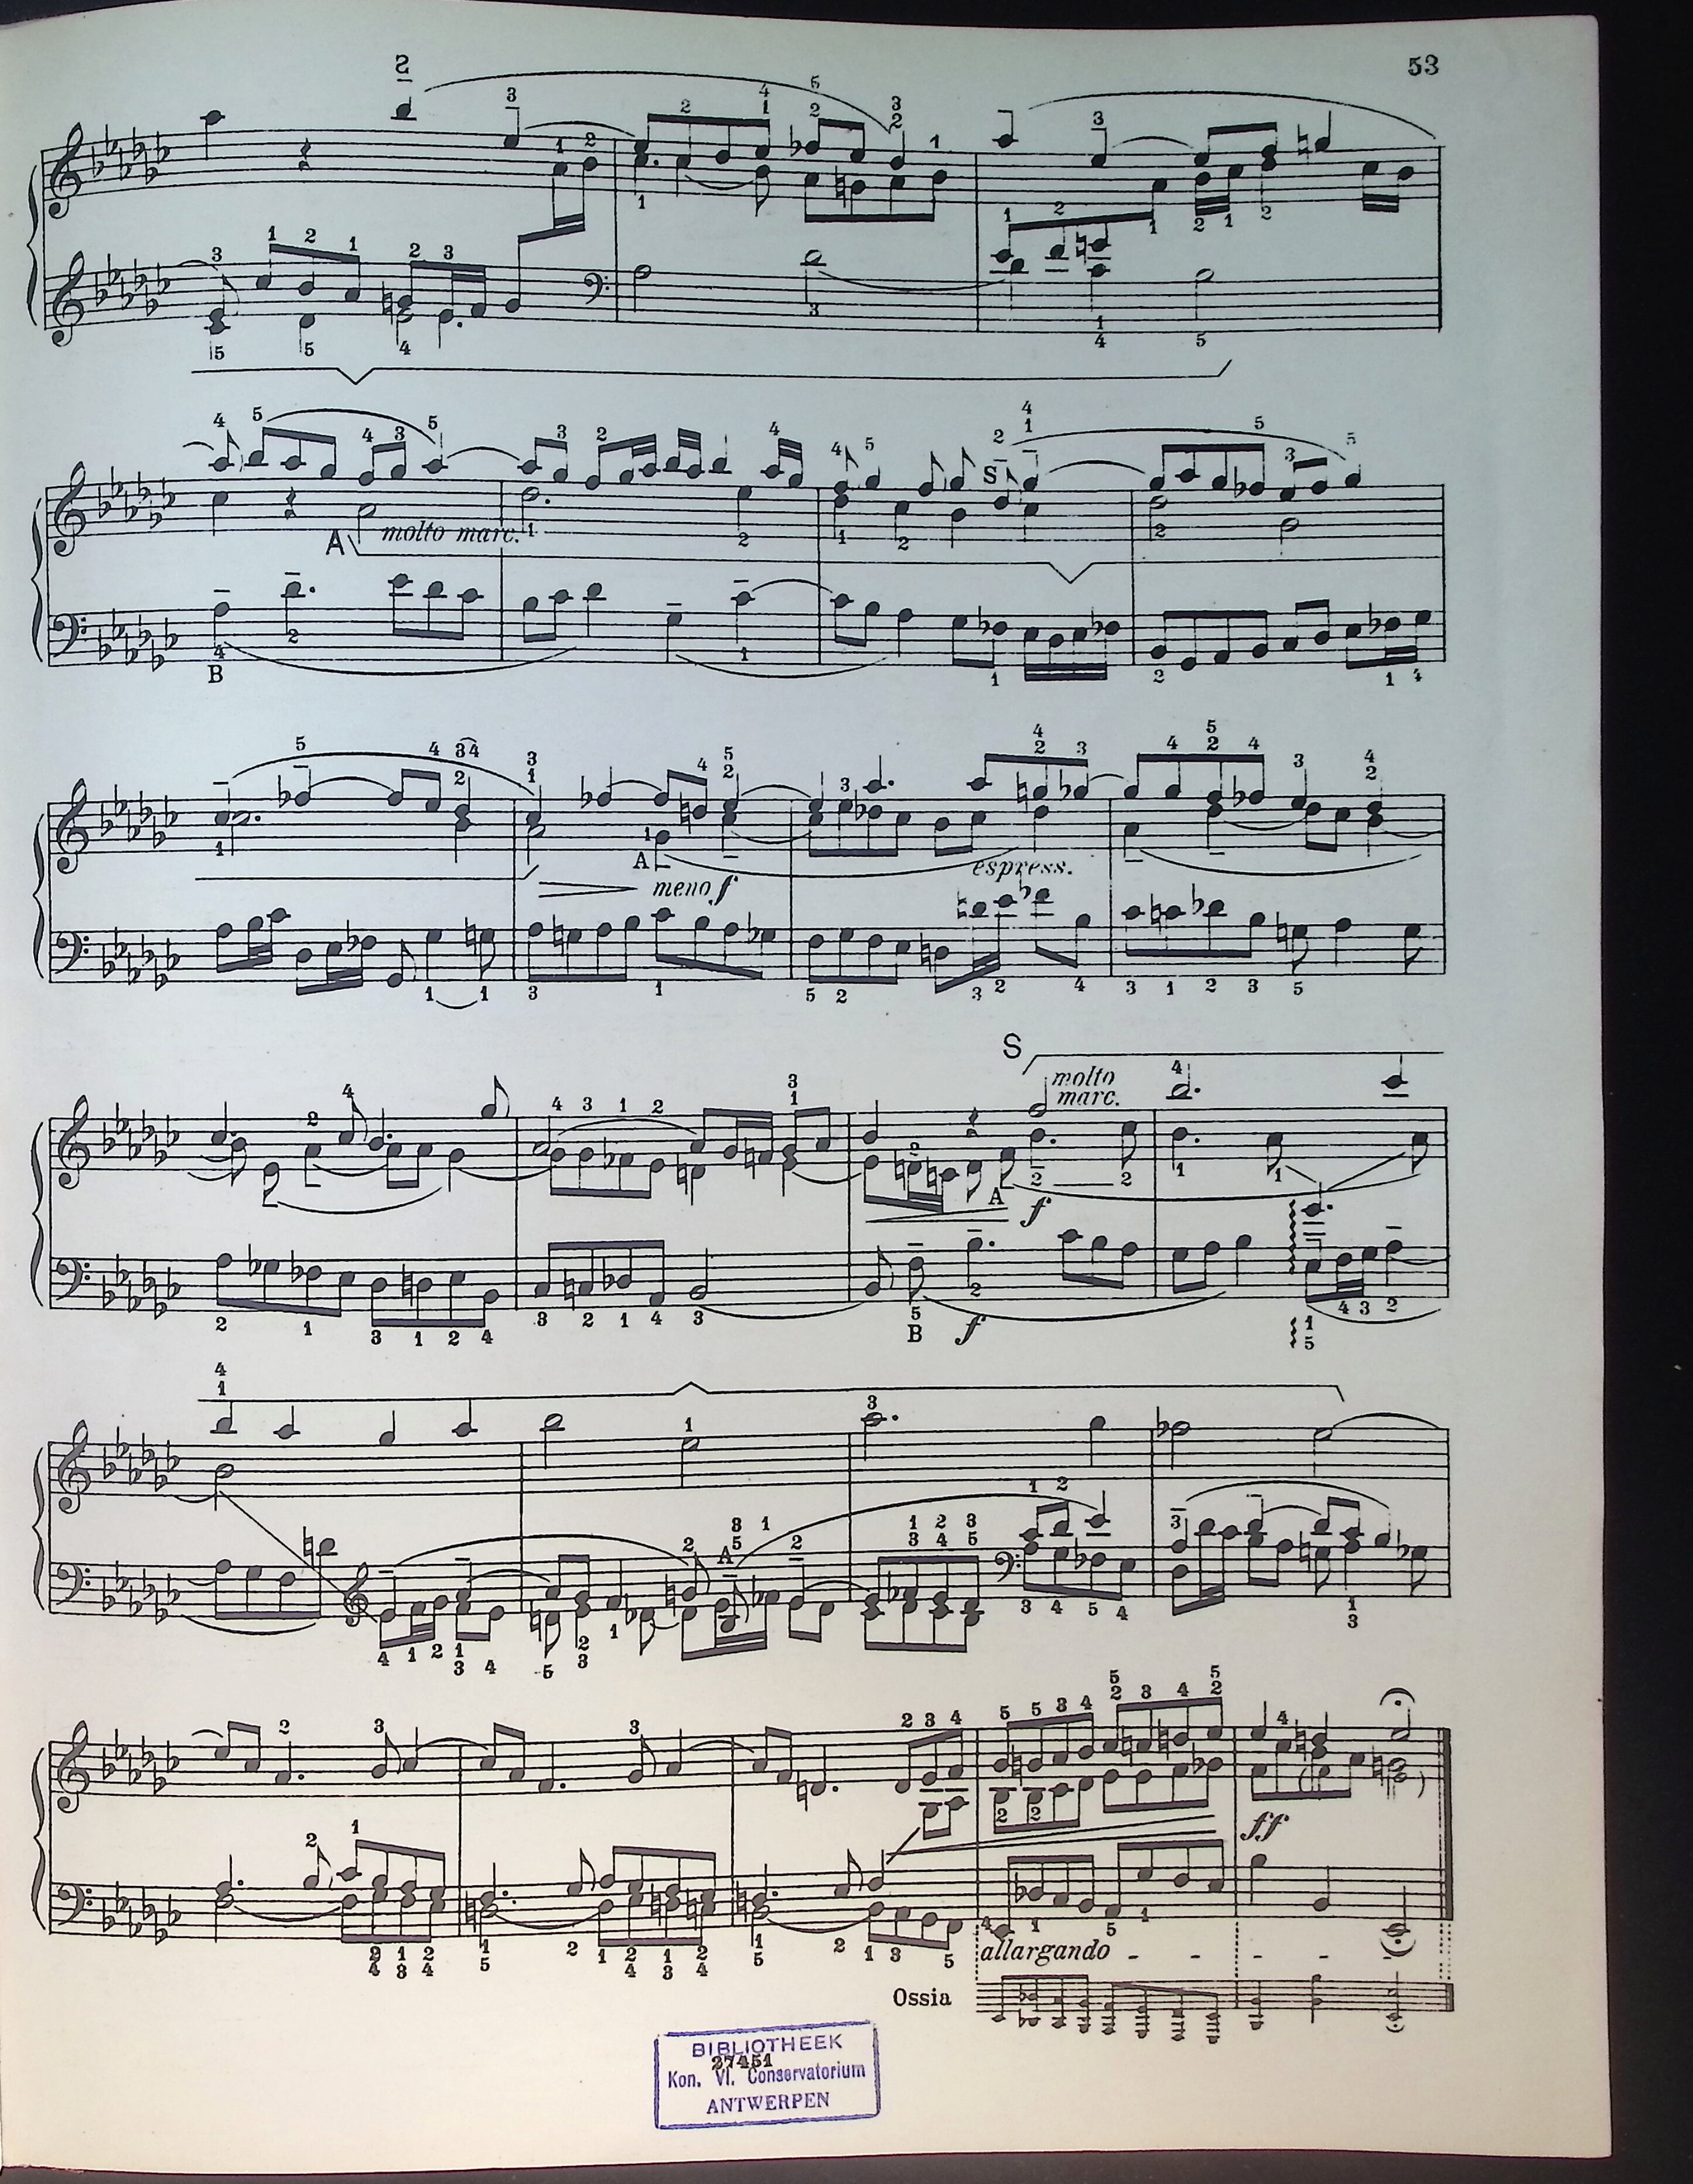 53
A molto marc.
S
B
A
meno f
espress.
S
molto
marc.
A
f
B
f
A
ff
allargando - - - - -
Ossia
BIBLIOTHEEK
27451
Kon. Vl. Conservatorium
ANTWERPEN